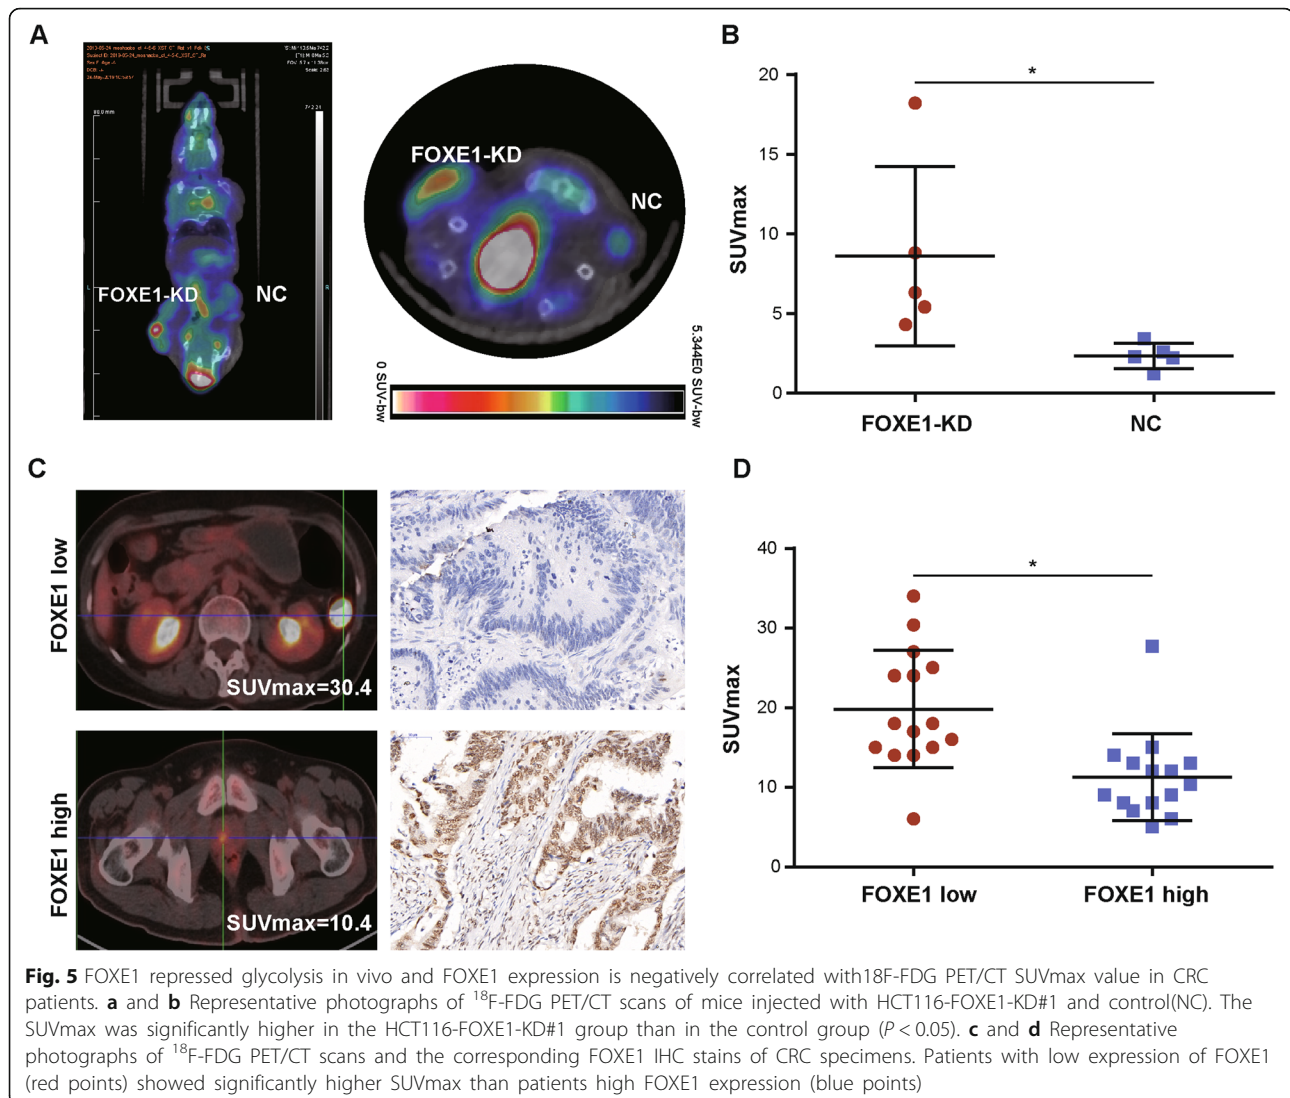 A
80.0 mm
742.21
L
R
FOXE1-KD
NC
FOXE1-KD
NC
0 SUV-bw
5.344E0 SUV-bw
B
20
15
10
5
0
SUVmax
*
FOXE1-KD
NC
C
FOXE1 low
SUVmax=30.4
FOXE1 high
SUVmax=10.4
D
40
30
20
10
0
SUVmax
*
FOXE1 low
FOXE1 high
Fig. 5 FOXE1 repressed glycolysis in vivo and FOXE1 expression is negatively correlated with18F-FDG PET/CT SUVmax value in CRC
patients. a and b Representative photographs of ¹⁸F-FDG PET/CT scans of mice injected with HCT116-FOXE1-KD#1 and control(NC). The
SUVmax was significantly higher in the HCT116-FOXE1-KD#1 group than in the control group (P < 0.05). c and d Representative
photographs of ¹⁸F-FDG PET/CT scans and the corresponding FOXE1 IHC stains of CRC specimens. Patients with low expression of FOXE1
(red points) showed significantly higher SUVmax than patients high FOXE1 expression (blue points)